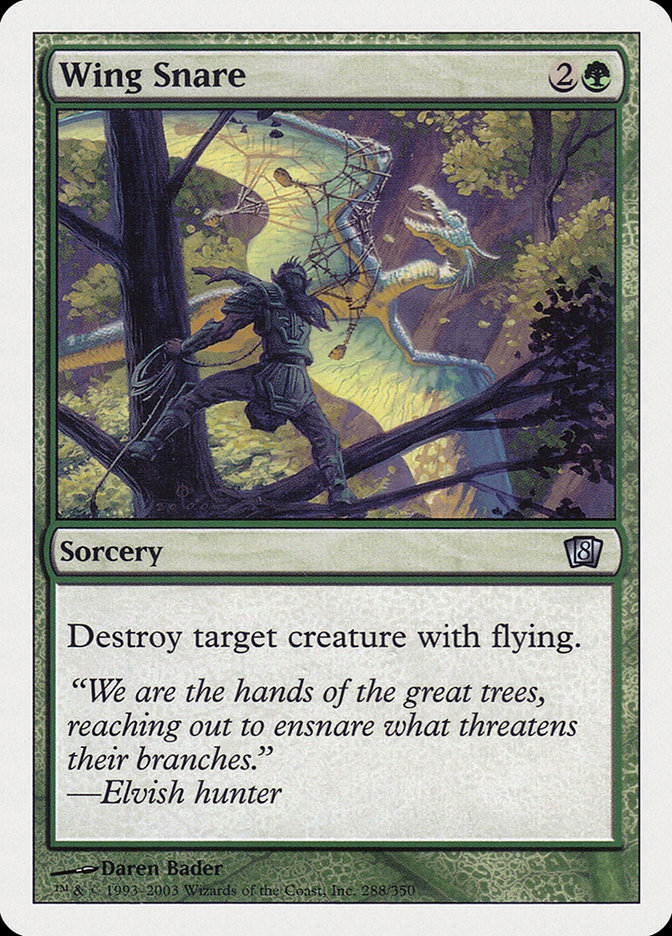 Wing Snare 2
Sorcery 8
Destroy target creature with flying.
“We are the hands of the great trees,
reaching out to ensnare what threatens
their branches.”
—Elvish hunter
Daren Bader
™ & © 1993–2003 Wizards of the Coast, Inc. 288/350